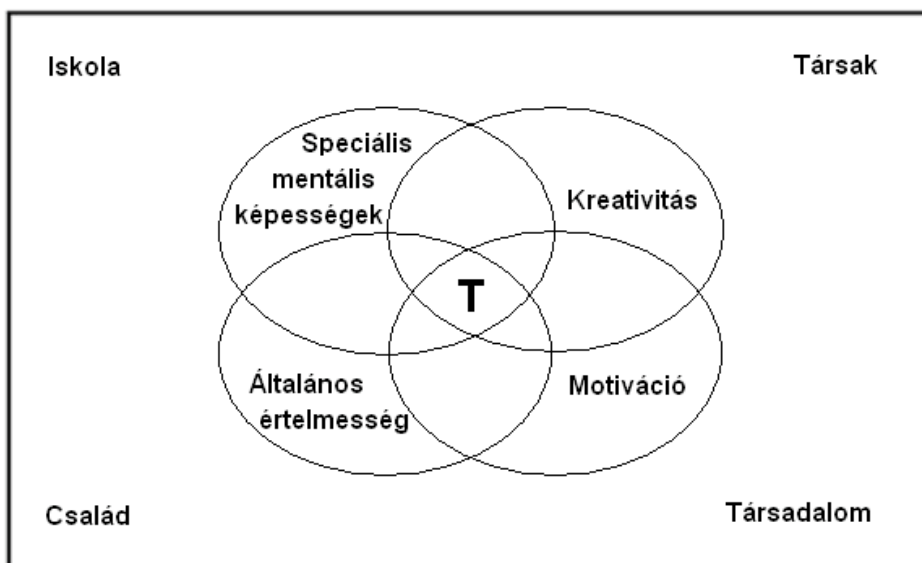 Iskola
Társak
Speciális
mentális
képességek
Kreativitás
T
Általános
értelmesség
Motiváció
Család
Társadalom